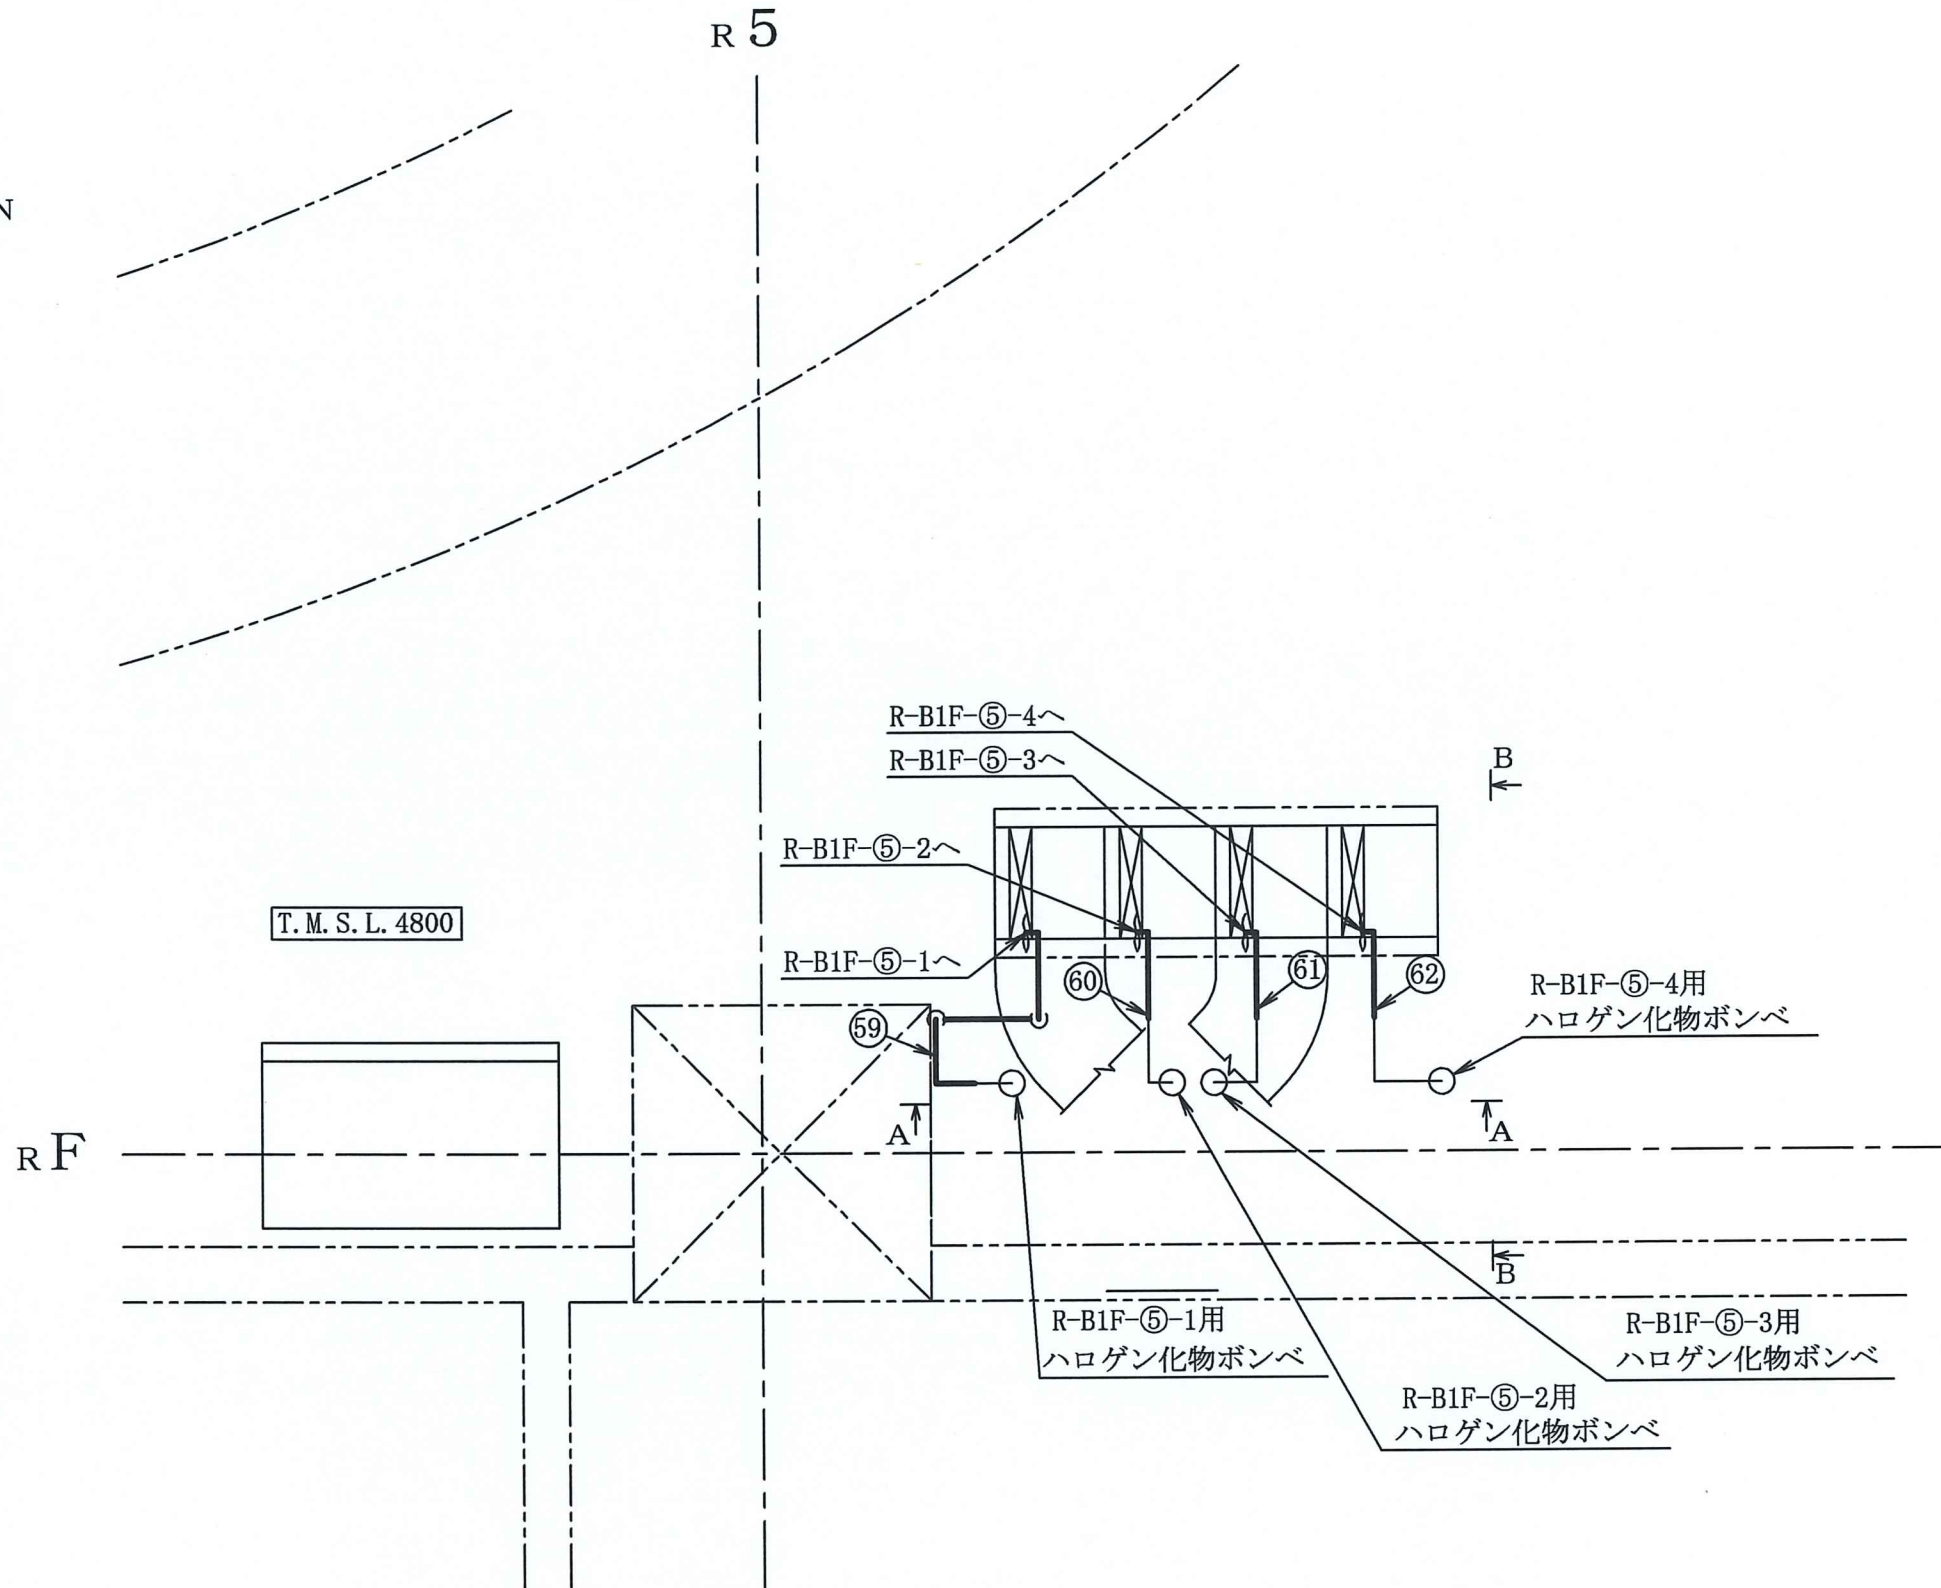 R 5
N
R-B1F-⑤-4へ
R-B1F-⑤-3へ
B
R-B1F-⑤-2へ
T.M.S.L.4800
R-B1F-⑤-1へ
60
61
62
R-B1F-⑤-4用
ハロゲン化物ボンベ
59
A
A
R F
B
R-B1F-⑤-1用
ハロゲン化物ボンベ
R-B1F-⑤-3用
ハロゲン化物ボンベ
R-B1F-⑤-2用
ハロゲン化物ボンベ